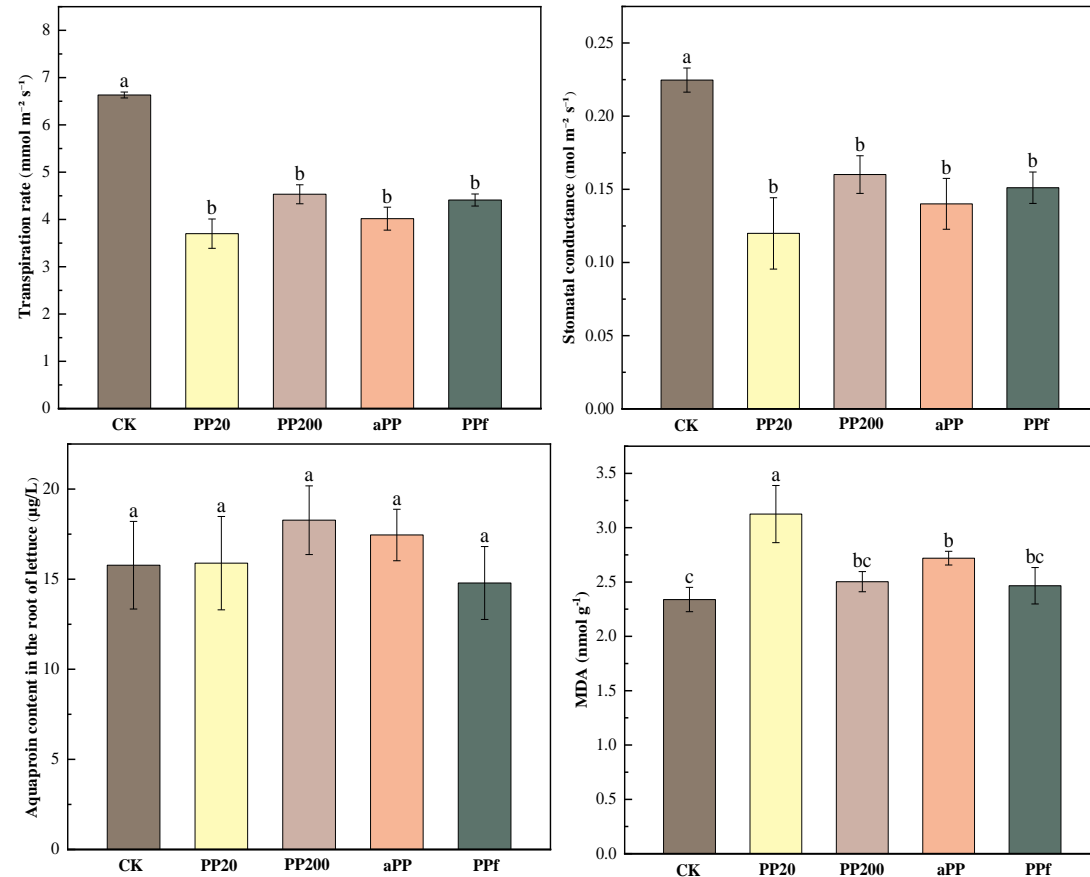 Transpiration rate (mmol m⁻² s⁻¹)
8
7
6
5
4
3
2
1
0
a
b
b
b
b
CK PP20 PP200 aPP PPf
Stomatal conductance (mol m⁻² s⁻¹)
0.25
0.20
0.15
0.10
0.05
0.00
a
b
b
b
b
CK PP20 PP200 aPP PPf
Aquaproin content in the root of lettuce (μg/L)
20
15
10
5
0
a
a
a
a
a
CK PP20 PP200 aPP PPf
MDA (nmol g⁻¹)
3.5
3.0
2.5
2.0
1.5
1.0
0.5
0.0
c
a
bc
b
bc
CK PP20 PP200 aPP PPf